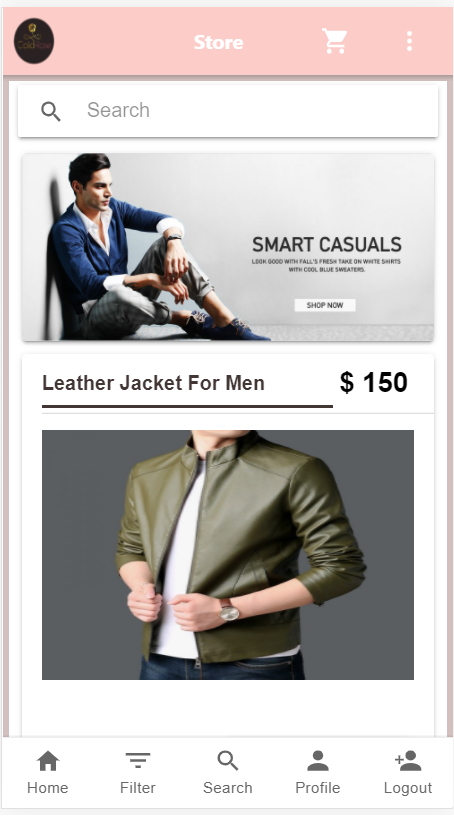 Store
Search
SMART CASUALS
LOOK GOOD WITH FALL'S FRESH TAKE ON WHITE SHIRTS
WITH COOL BLUE SWEATERS.
SHOP NOW
Leather Jacket For Men
$ 150
Home
Filter
Search
Profile
Logout